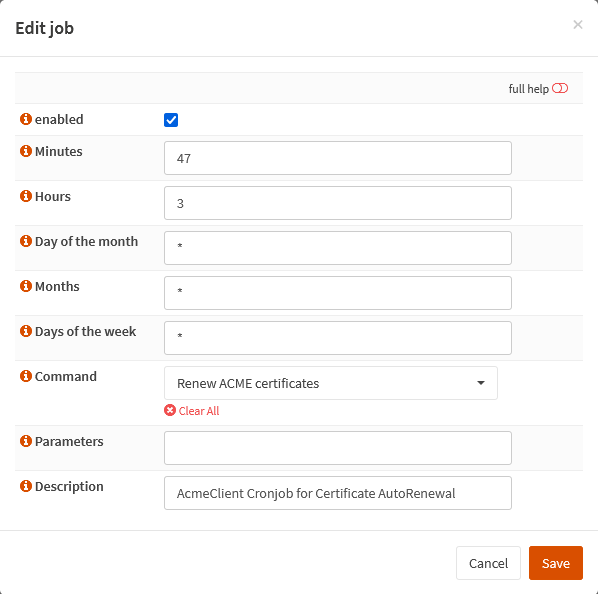 Edit job
×
full help
enabled
Minutes
47
Hours
3
Day of the month
*
Months
*
Days of the week
*
Command
Renew ACME certificates
Clear All
Parameters
Description
AcmeClient Cronjob for Certificate AutoRenewal
Cancel
Save